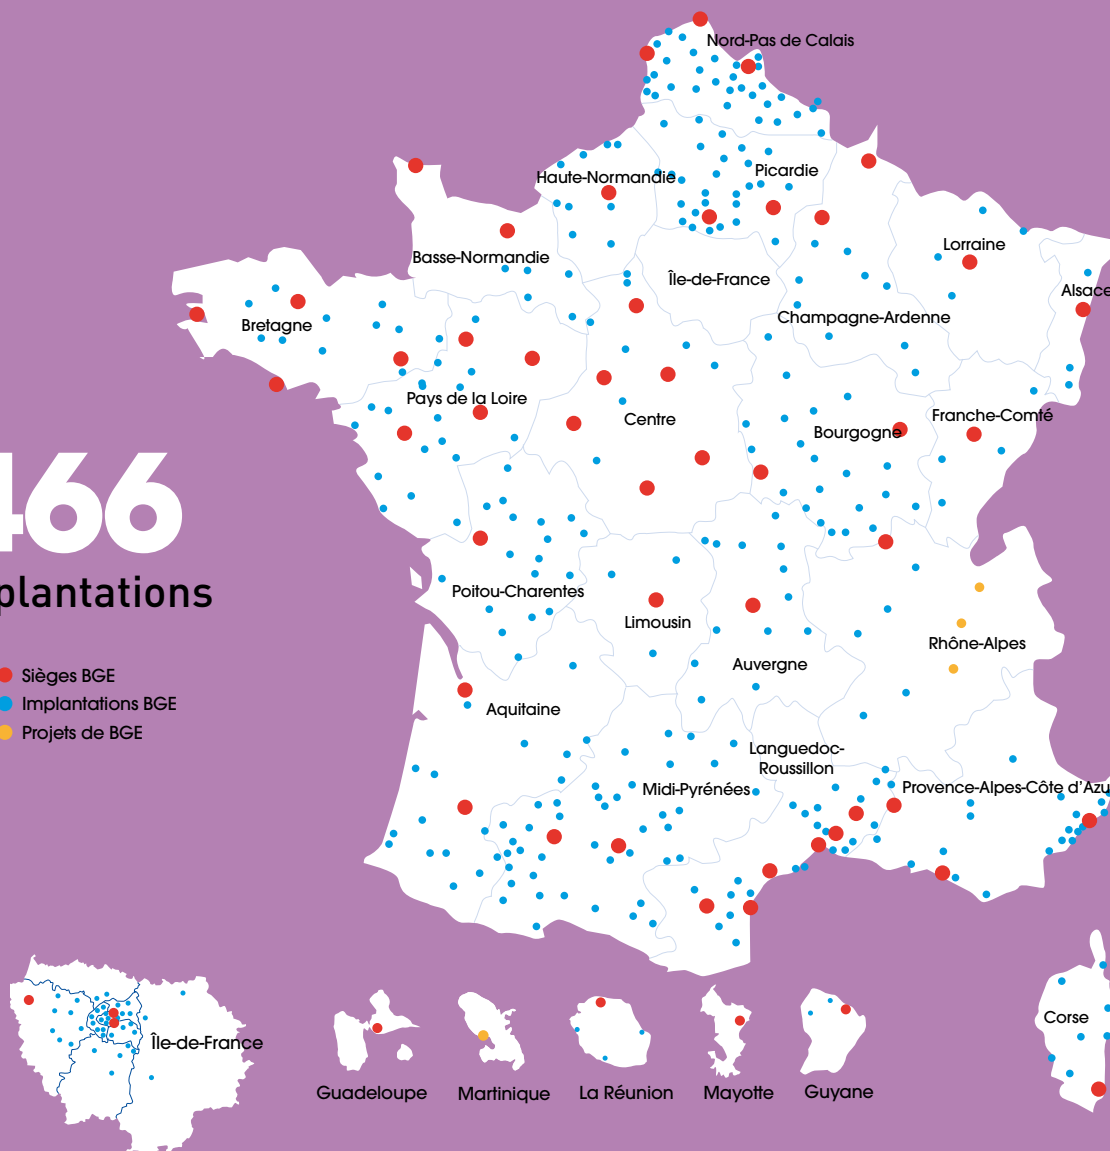 Nord-Pas de Calais
Picardie
Haute-Normandie
Basse-Normandie
Île-de-France
Lorraine
Alsace
Champagne-Ardenne
Bretagne
Pays de la Loire
Centre
Bourgogne
Franche-Comté
466
plantations
Poitou-Charentes
Limousin
Auvergne
Rhône-Alpes
Sièges BGE
Implantations BGE
Projets de BGE
Aquitaine
Languedoc-
Roussillon
Midi-Pyrénées
Provence-Alpes-Côte d'Azu
Île-de-France
Corse
Guadeloupe
Martinique
La Réunion
Mayotte
Guyane